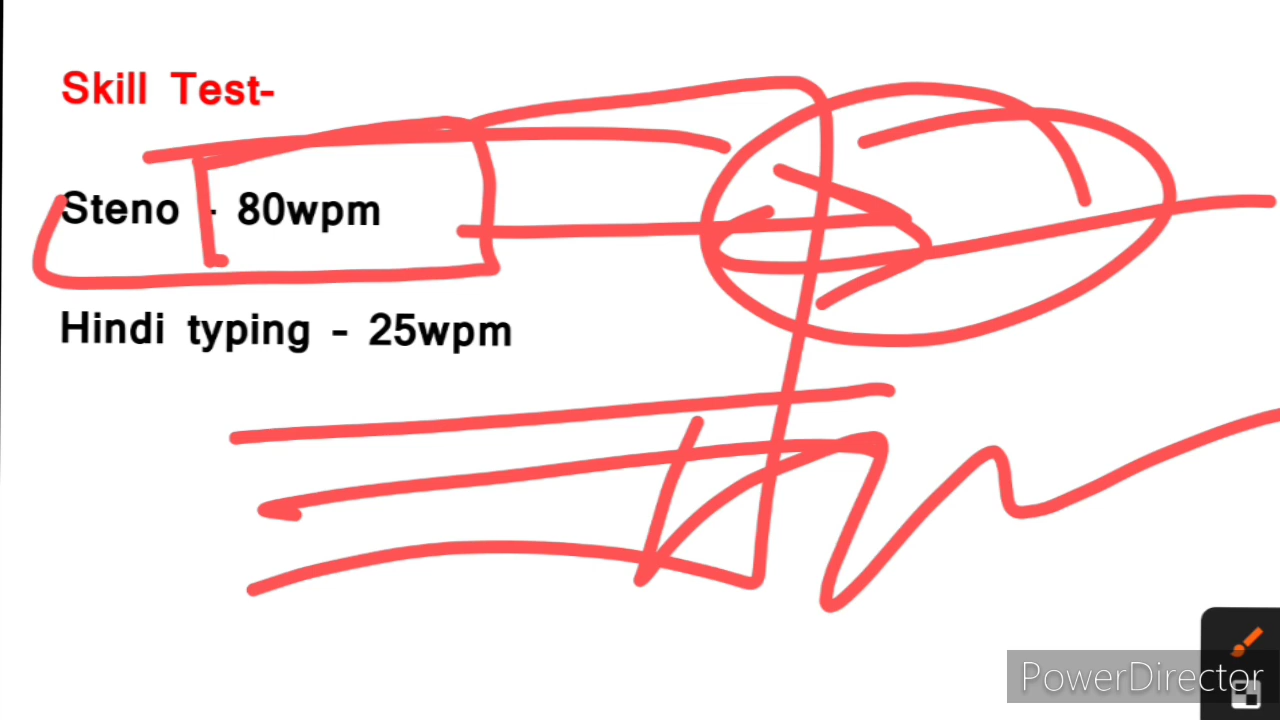 Skill Test-
Steno - 80wpm
Hindi typing - 25wpm
PowerDirector